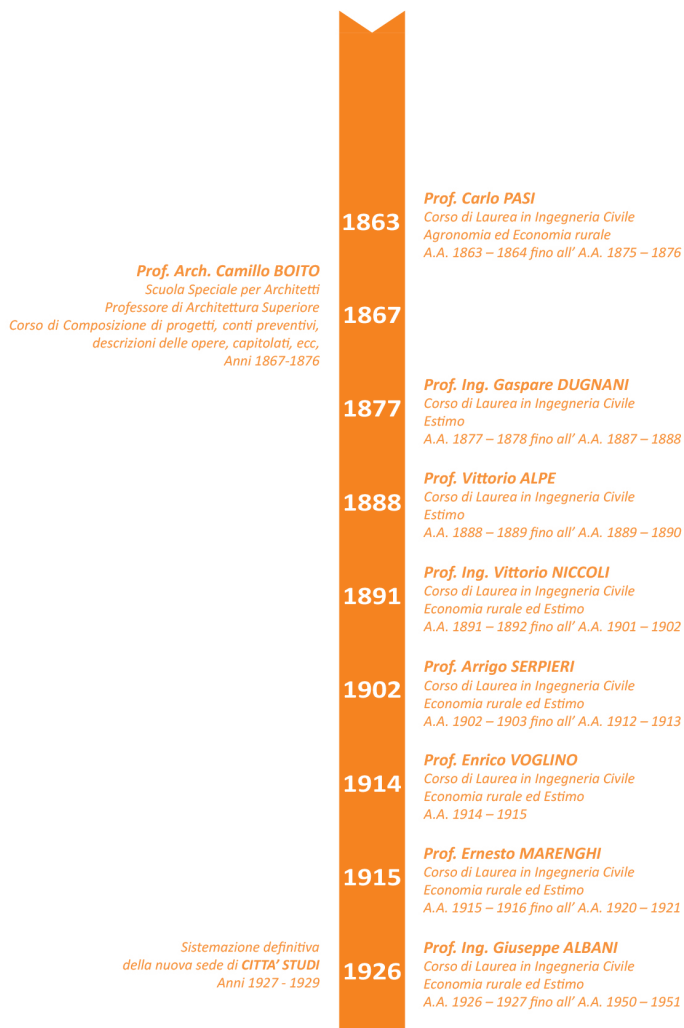 1863
Prof. Carlo PASI
Corso di Laurea in Ingegneria Civile
Agronomia ed Economia rurale
A.A. 1863 – 1864 fino all’ A.A. 1875 – 1876
Prof. Arch. Camillo BOITO
Scuola Speciale per Architetti
Professore di Architettura Superiore
Corso di Composizione di progetti, conti preventivi,
descrizioni delle opere, capitolati, ecc,
Anni 1867-1876
1867
1877
Prof. Ing. Gaspare DUGNANI
Corso di Laurea in Ingegneria Civile
Estimo
A.A. 1877 – 1878 fino all’ A.A. 1887 – 1888
1888
Prof. Vittorio ALPE
Corso di Laurea in Ingegneria Civile
Estimo
A.A. 1888 – 1889 fino all’ A.A. 1889 – 1890
1891
Prof. Ing. Vittorio NICCOLI
Corso di Laurea in Ingegneria Civile
Economia rurale ed Estimo
A.A. 1891 – 1892 fino all’ A.A. 1901 – 1902
1902
Prof. Arrigo SERPIERI
Corso di Laurea in Ingegneria Civile
Economia rurale ed Estimo
A.A. 1902 – 1903 fino all’ A.A. 1912 – 1913
1914
Prof. Enrico VOGLINO
Corso di Laurea in Ingegneria Civile
Economia rurale ed Estimo
A.A. 1914 – 1915
1915
Prof. Ernesto MARENGHI
Corso di Laurea in Ingegneria Civile
Economia rurale ed Estimo
A.A. 1915 – 1916 fino all’ A.A. 1920 – 1921
Sistemazione definitiva
della nuova sede di CITTA’ STUDI
Anni 1927 - 1929
1926
Prof. Ing. Giuseppe ALBANI
Corso di Laurea in Ingegneria Civile
Economia rurale ed Estimo
A.A. 1926 – 1927 fino all’ A.A. 1950 – 1951